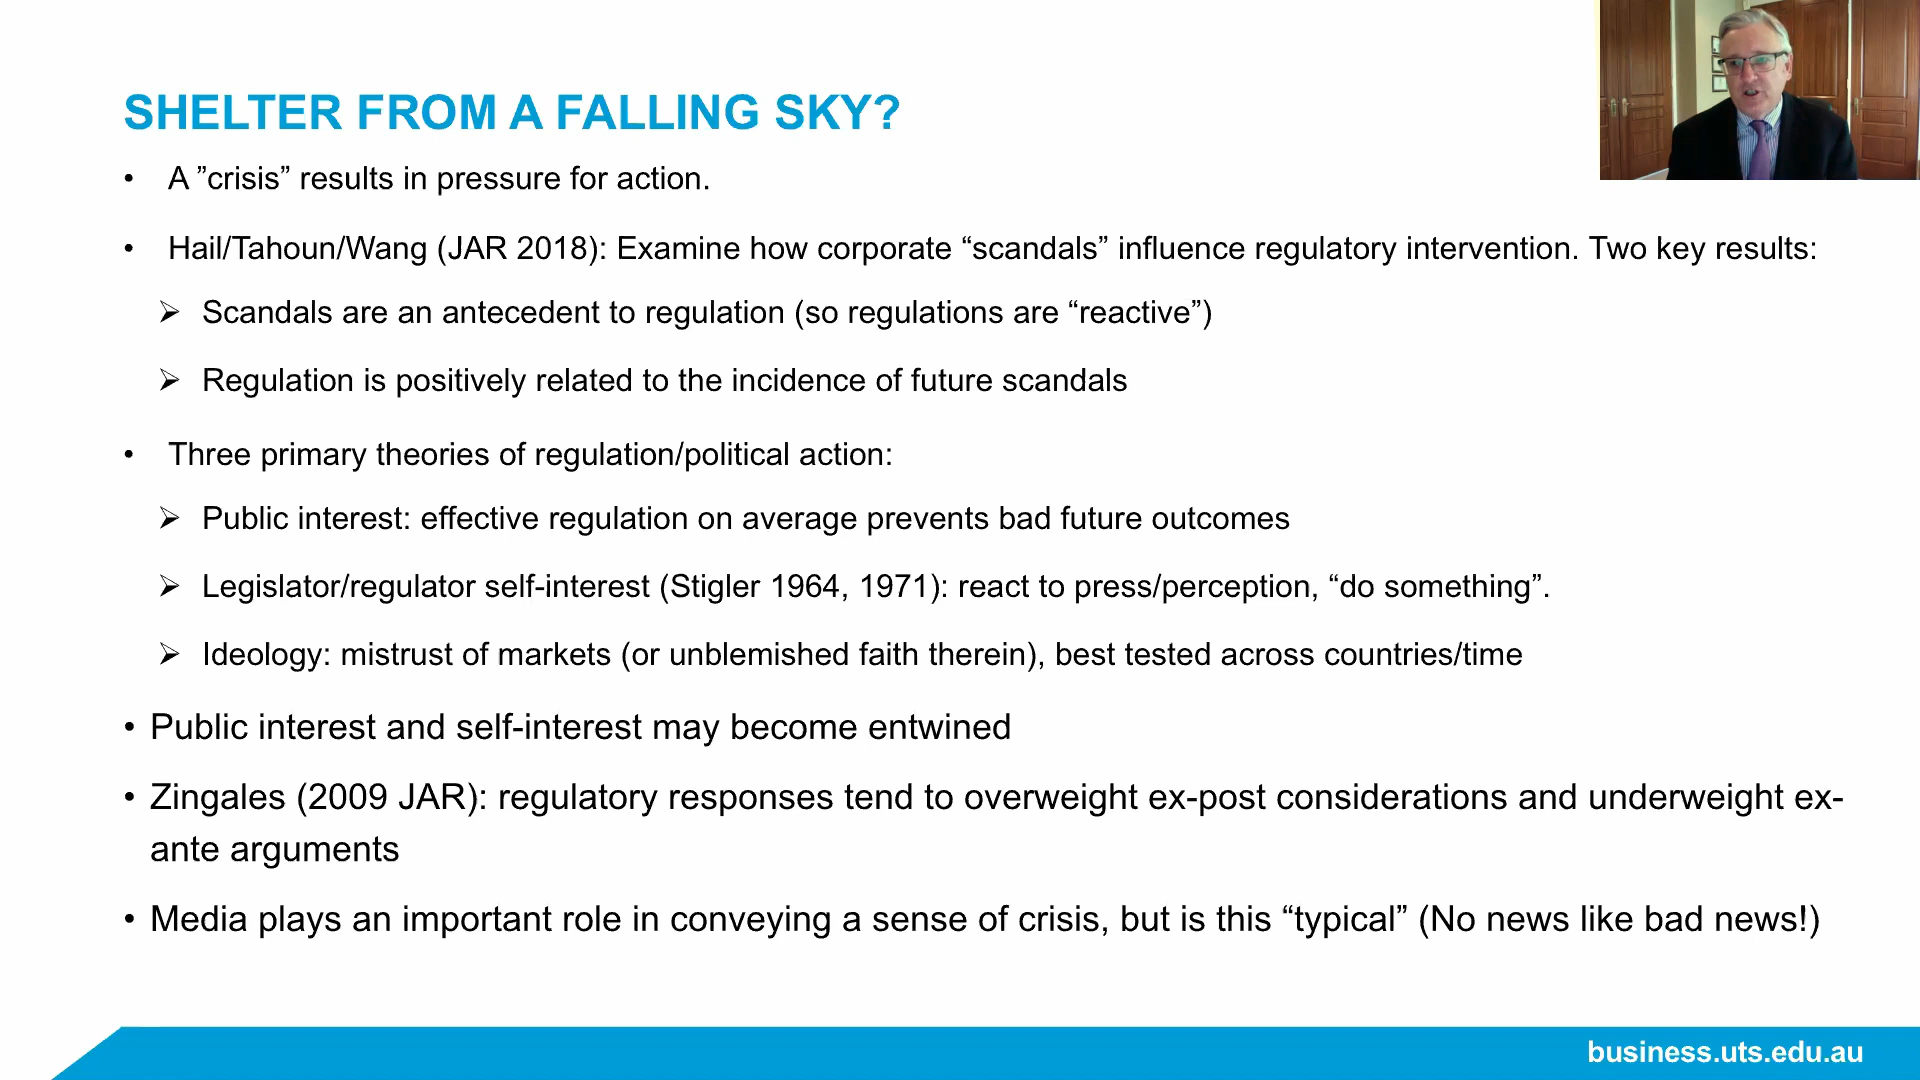 SHELTER FROM A FALLING SKY?
• A ”crisis” results in pressure for action.
• Hail/Tahoun/Wang (JAR 2018): Examine how corporate “scandals” influence regulatory intervention. Two key results:
➢ Scandals are an antecedent to regulation (so regulations are “reactive”)
➢ Regulation is positively related to the incidence of future scandals
• Three primary theories of regulation/political action:
➢ Public interest: effective regulation on average prevents bad future outcomes
➢ Legislator/regulator self-interest (Stigler 1964, 1971): react to press/perception, “do something”.
➢ Ideology: mistrust of markets (or unblemished faith therein), best tested across countries/time
• Public interest and self-interest may become entwined
• Zingales (2009 JAR): regulatory responses tend to overweight ex-post considerations and underweight ex-
ante arguments
• Media plays an important role in conveying a sense of crisis, but is this “typical” (No news like bad news!)
business.uts.edu.au